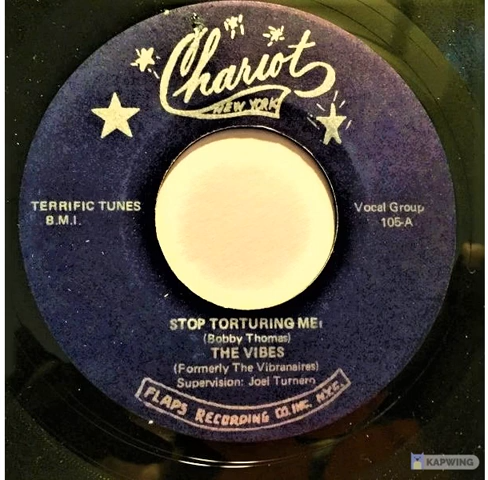 Chariot
NEW YORK
TERRIFIC TUNES
B.M.I.
Vocal Group
105-A
STOP TORTURING ME!
(Bobby Thomas)
THE VIBES
(Formerly The Vibranaires)
Supervision: Joel Turnero
FLAPS RECORDING CO. INC. N.Y.C.
KAPWING